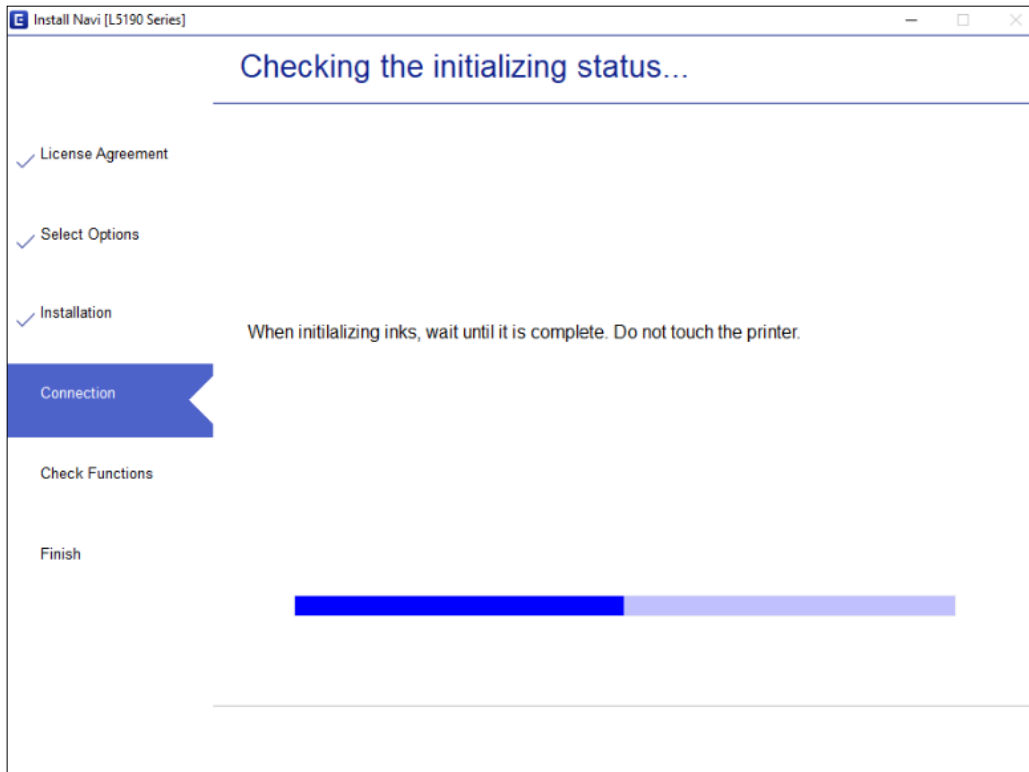 Install Navi [L5190 Series]
Checking the initializing status...
License Agreement
Select Options
Installation
When initilalizing inks, wait until it is complete. Do not touch the printer.
Connection
Check Functions
Finish